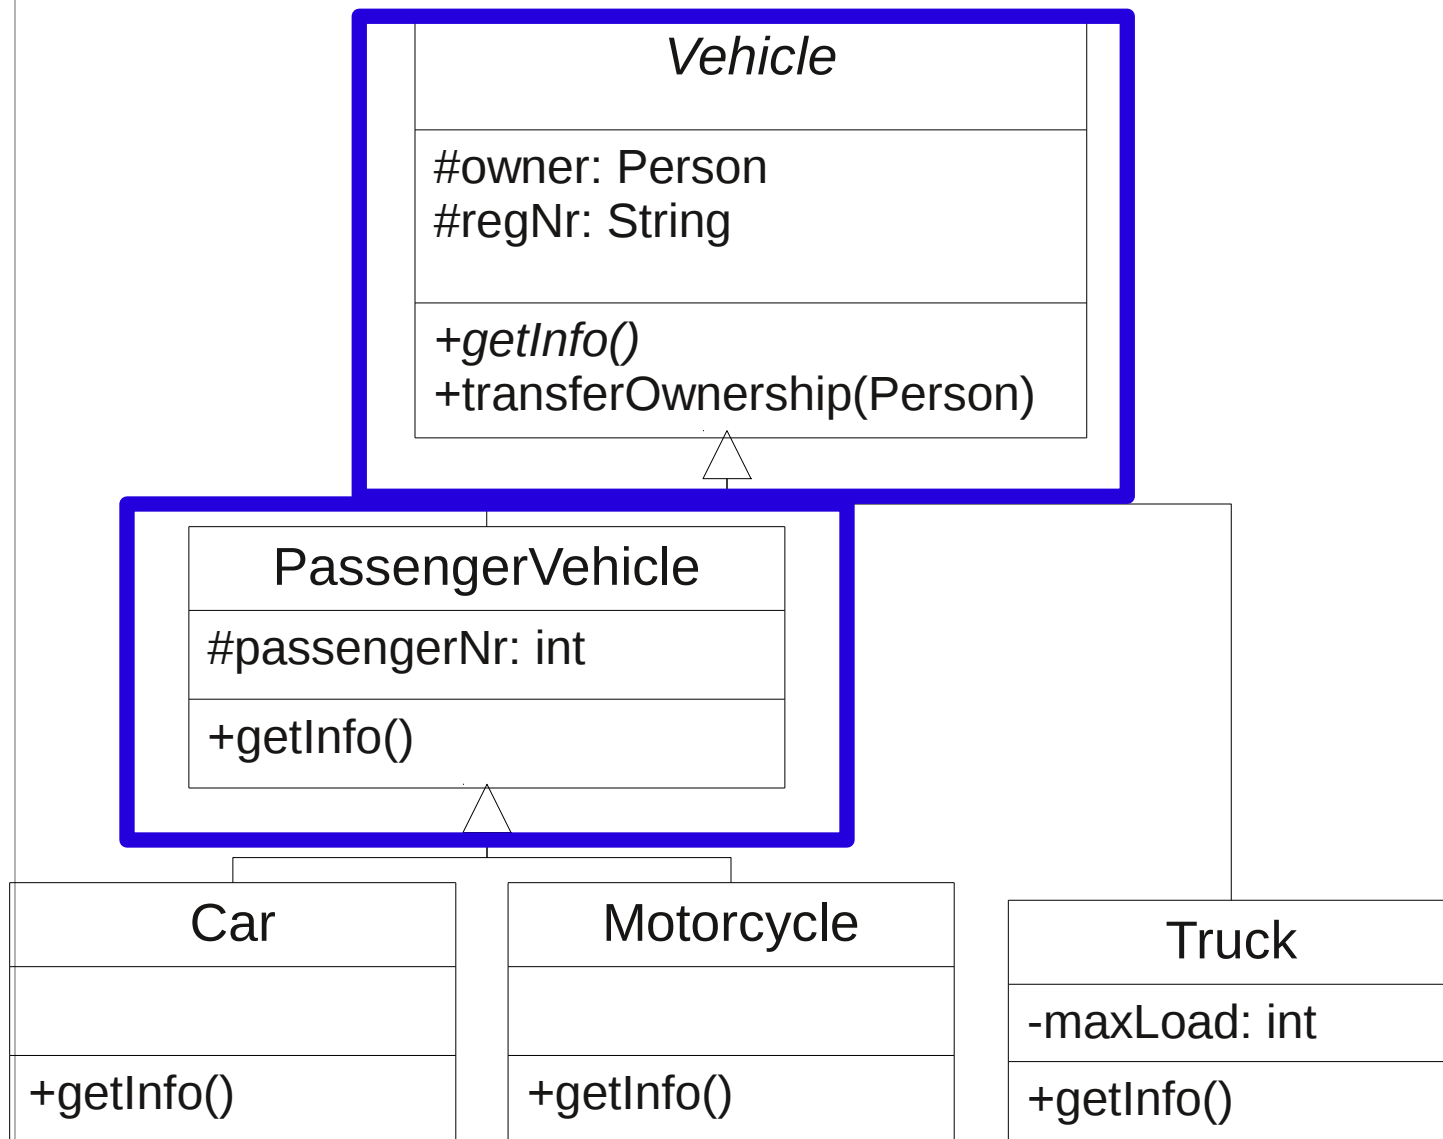 Vehicle
#owner: Person
#regNr: String
+getInfo()
+transferOwnership(Person)
PassengerVehicle
#passengerNr: int
+getInfo()
Car
+getInfo()
Motorcycle
+getInfo()
Truck
-maxLoad: int
+getInfo()